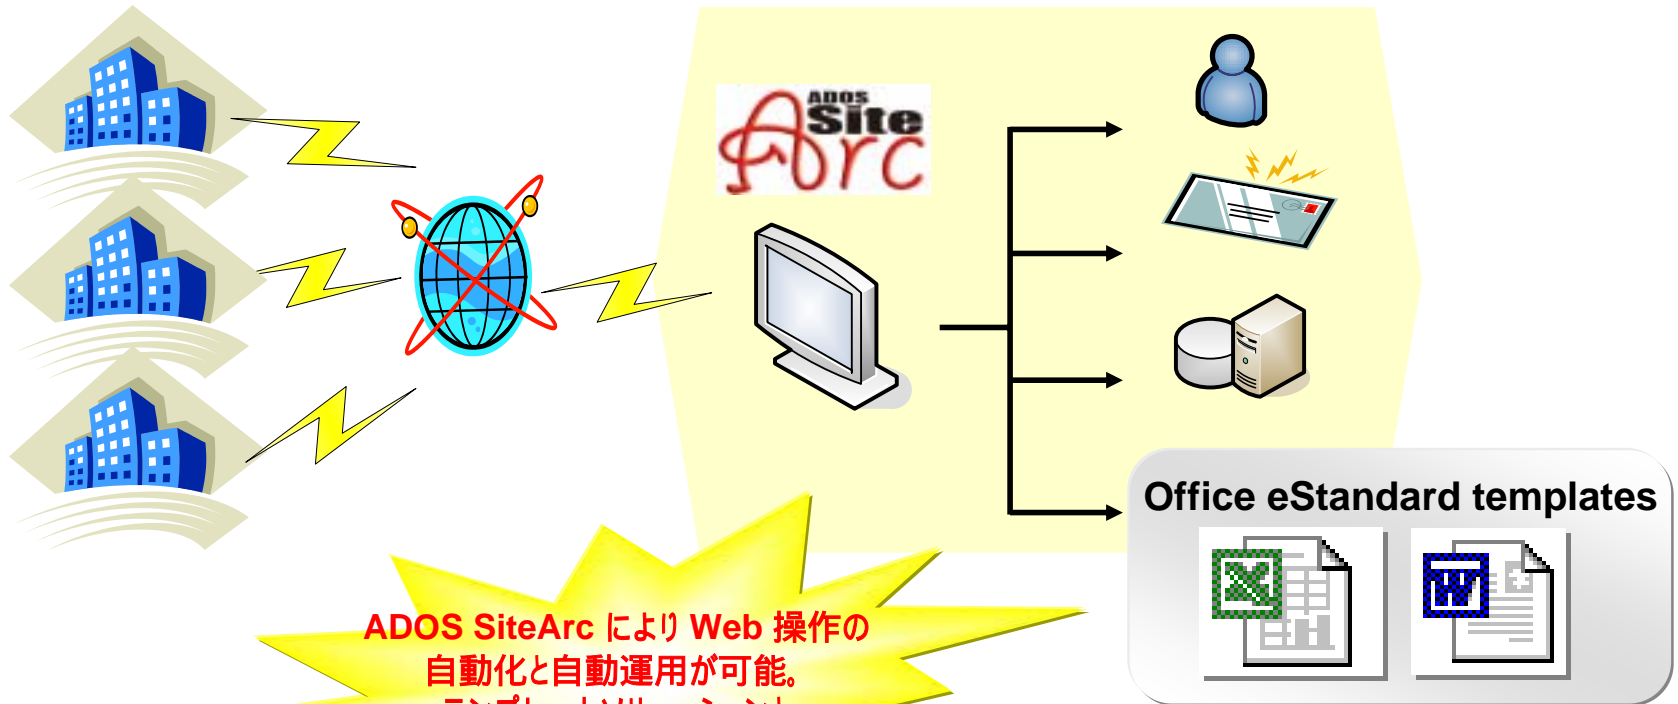 ADOS
Site
Arc
Office eStandard templates
ADOS SiteArc により Web 操作の
自動化と自動運用が可能。